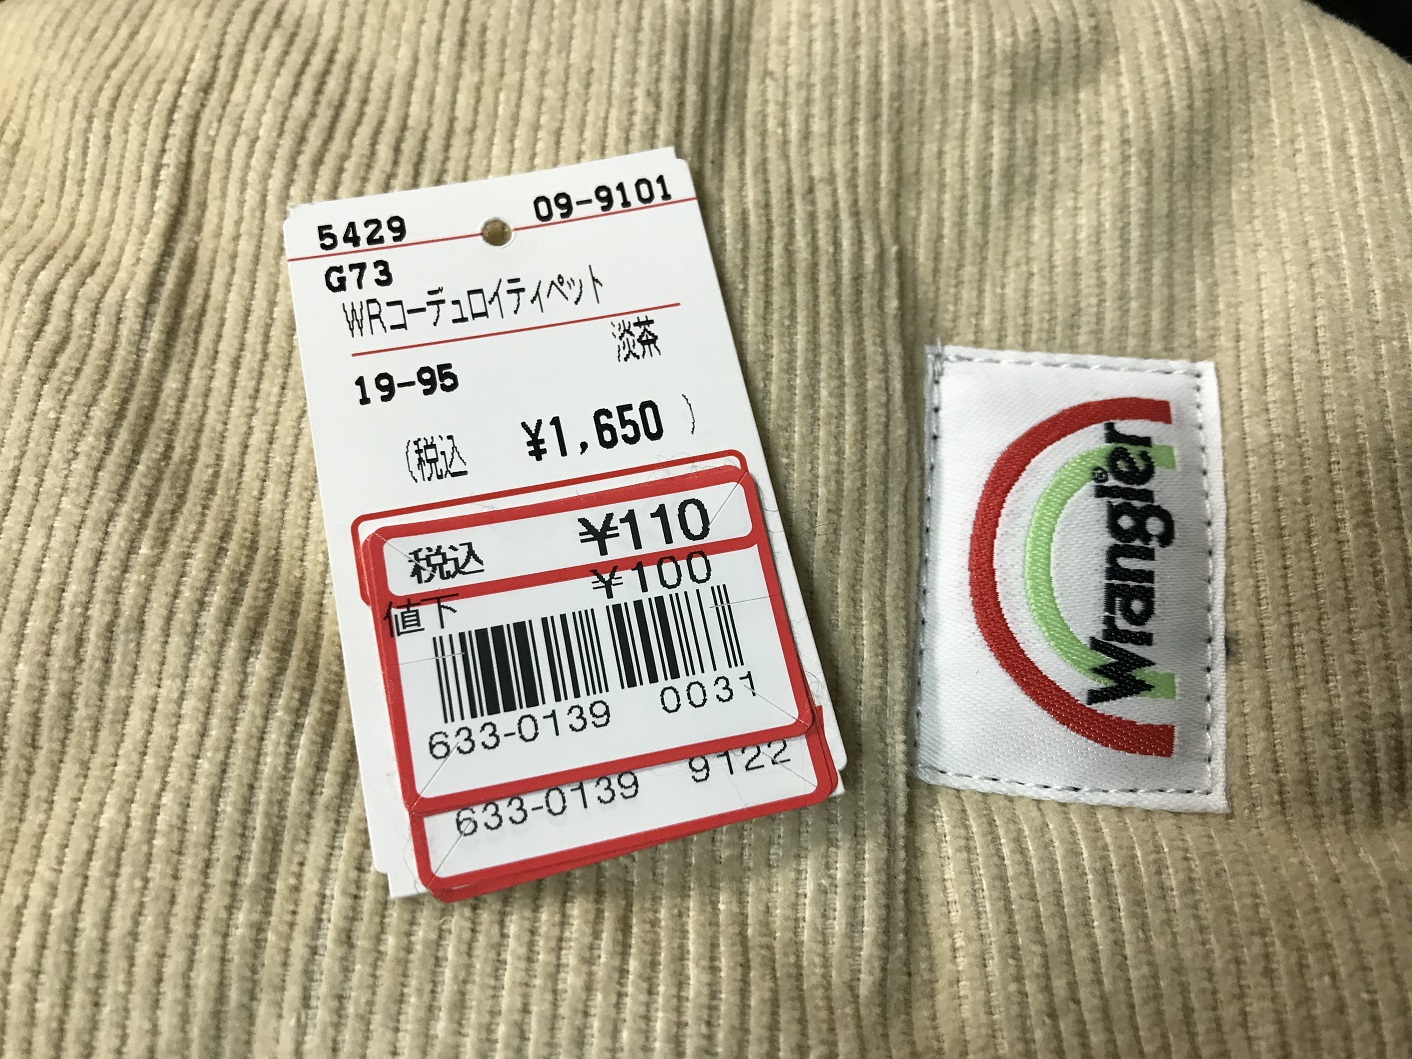 5429 09-9101
G73
WRコーデュロイティペット
淡茶
19-95
(税込 ¥1,650 )
税込 ¥110
¥100
値下
633-0139 0031
633-0139 9122
Wrangler®